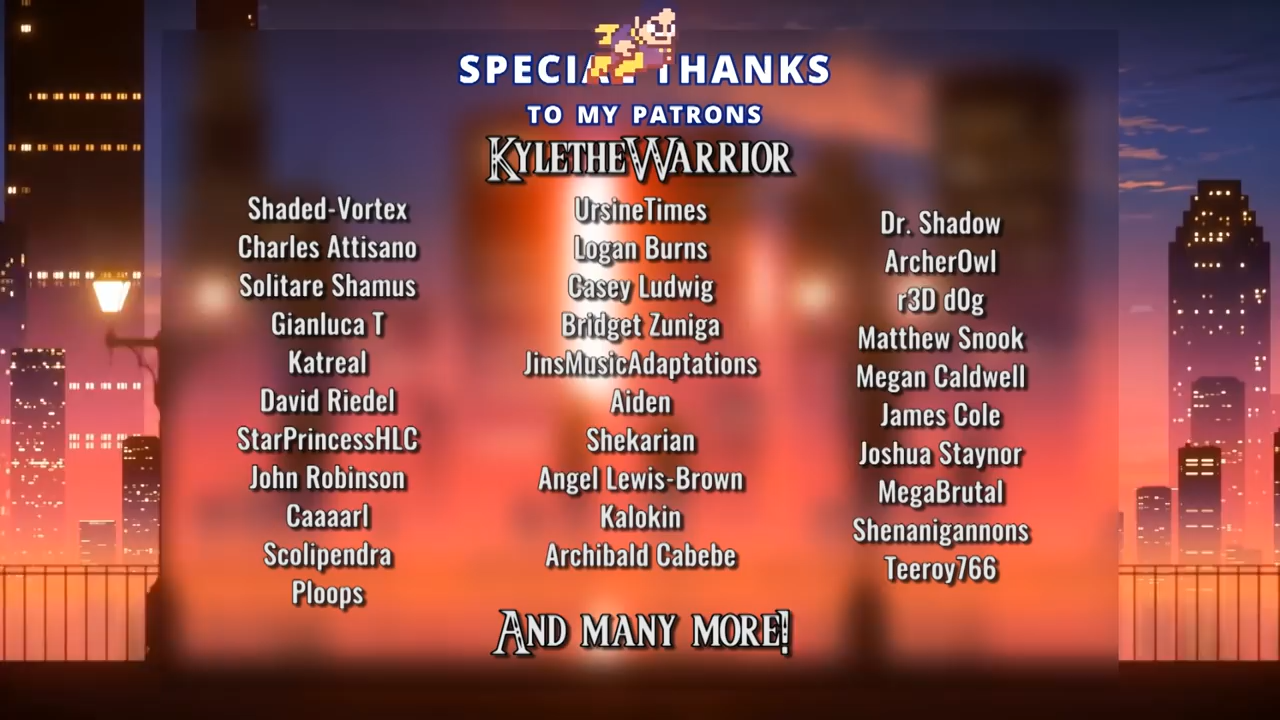 SPECIAL THANKS
TO MY PATRONS
KYLETHEWARRIOR
Shaded-Vortex
Charles Attisano
Solitare Shamus
Gianluca T
Katreal
David Riedel
StarPrincessHLC
John Robinson
Caaaarl
Scolipendra
Ploops
UrsineTimes
Logan Burns
Casey Ludwig
Bridget Zuniga
JinsMusicAdaptations
Aiden
Shekarian
Angel Lewis-Brown
Kalokin
Archibald Cabebe
Dr. Shadow
ArcherOwl
r3D d0g
Matthew Snook
Megan Caldwell
James Cole
Joshua Staynor
MegaBrutal
Shenanigannons
Teeroy766
AND MANY MORE!